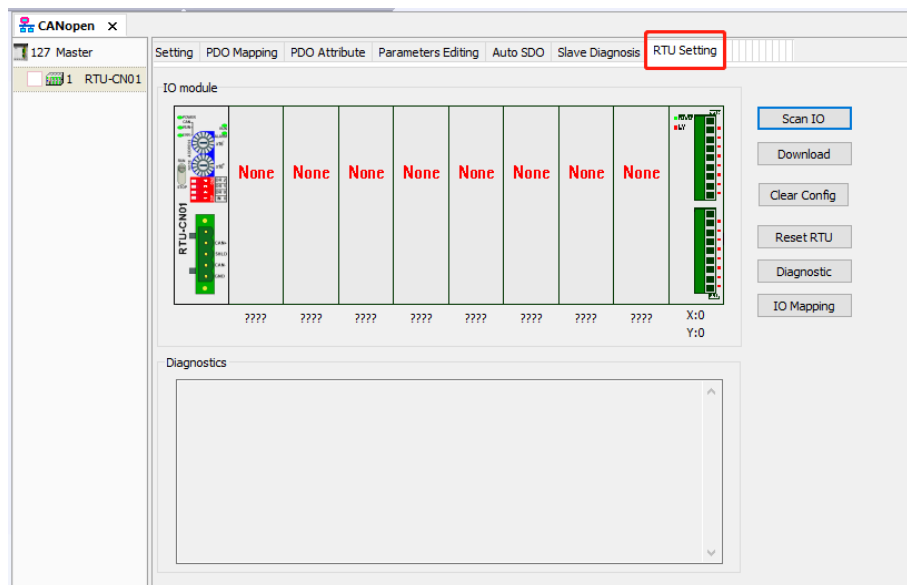 CANopen X
127 Master
Setting PDO Mapping PDO Attribute Parameters Editing Auto SDO Slave Diagnosis RTU Setting
1 RTU-CN01
IO module
RTU-CN01
None None None None None None None None
LV
???? ???? ???? ???? ???? ???? ???? ???? X:0
Y:0
Scan IO
Download
Clear Config
Reset RTU
Diagnostic
IO Mapping
Diagnostics